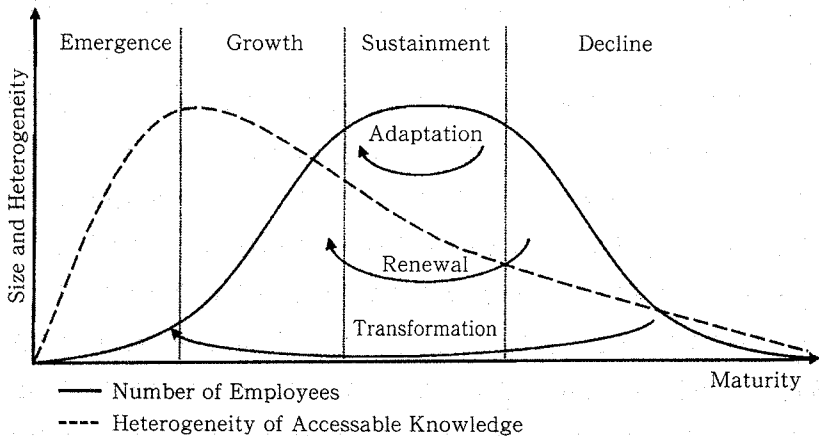 Emergence Growth Sustainment Decline
Size and Heterogeneity
Adaptation
Renewal
Transformation
Maturity
Number of Employees
Heterogeneity of Accessable Knowledge